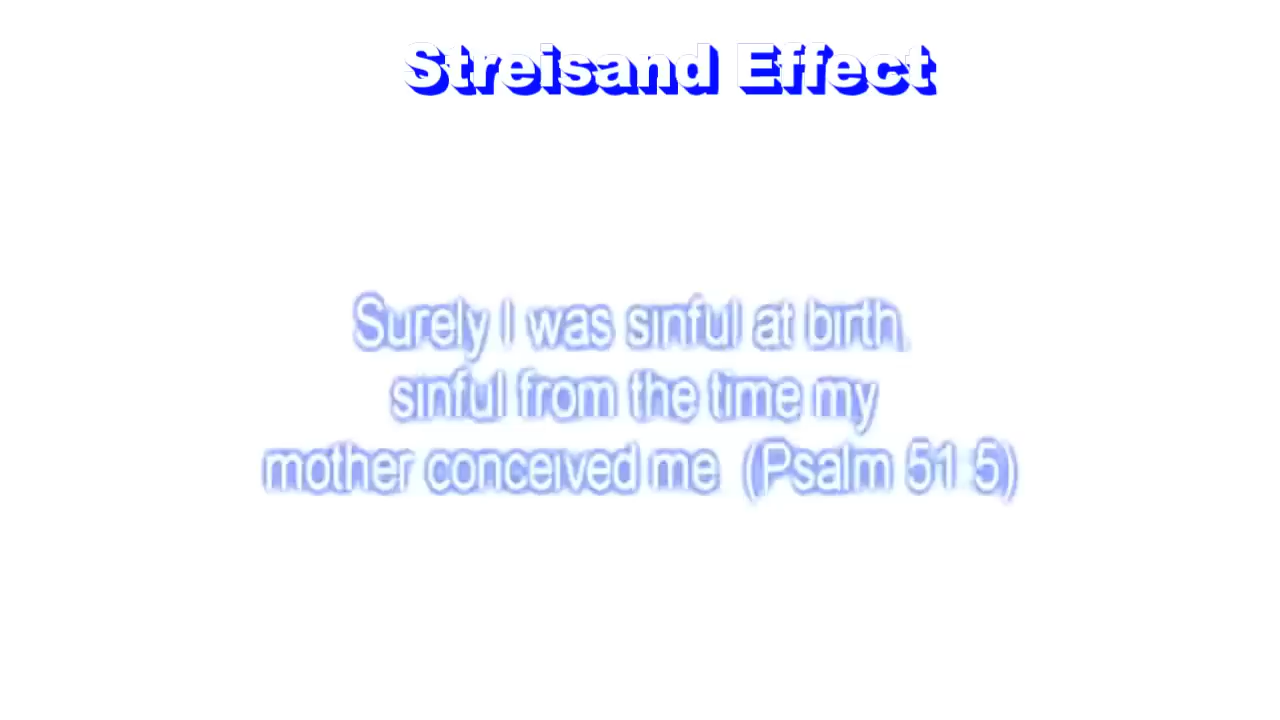 Streisand Effect
Surely I was sinful at birth,
sinful from the time my
mother conceived me (Psalm 51 5)